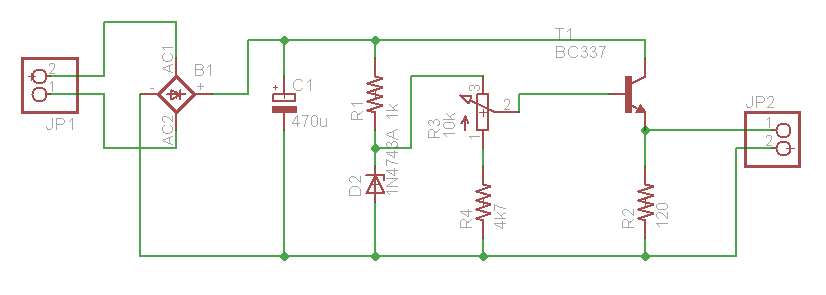 T1
BC337
AC1
B1
2
1
JP1
-
+
AC2
+
C1
470u
R1
1k
D2
1N4743A
R3
10k
3
2
1
R4
4k7
R2
120
JP2
1
2